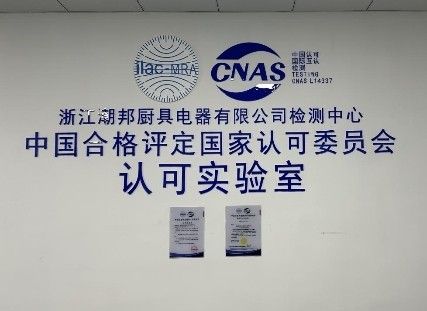 ilac-MRA
CNAS
中国认可
国际互认
检测
TESTING
CNAS L14337
浙江潮邦厨具电器有限公司检测中心
中国合格评定国家认可委员会
认可实验室